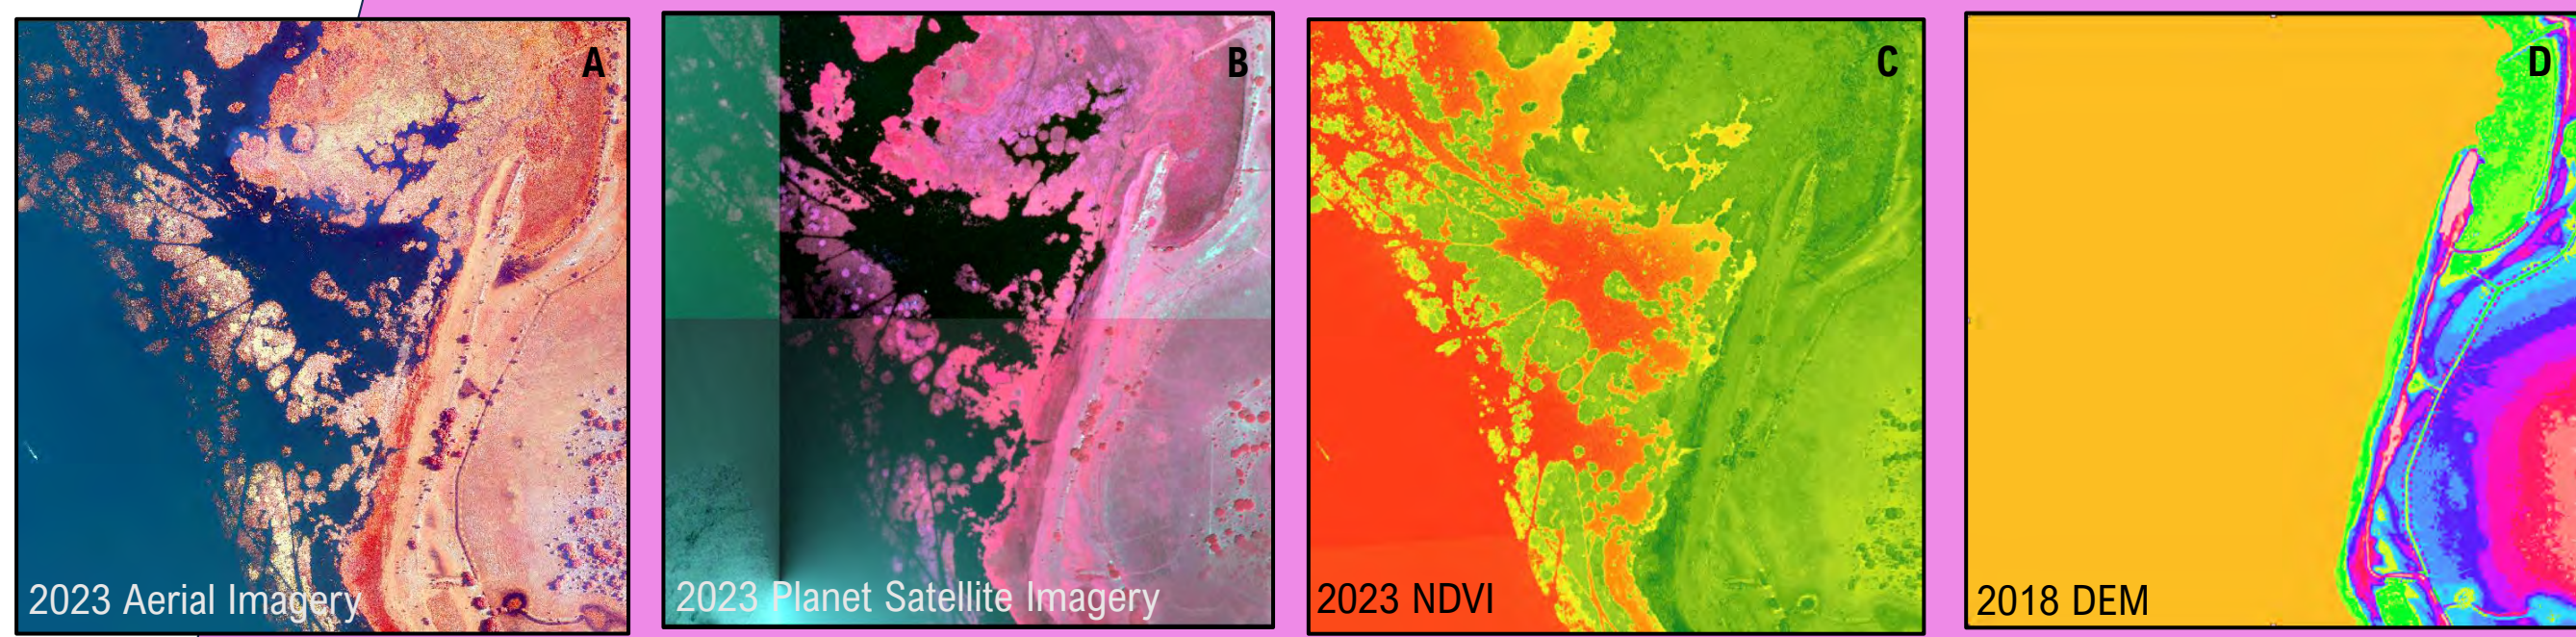 A
B
C
D
2023 Aerial Imagery
2023 Planet Satellite Imagery
2023 NDVI
2018 DEM